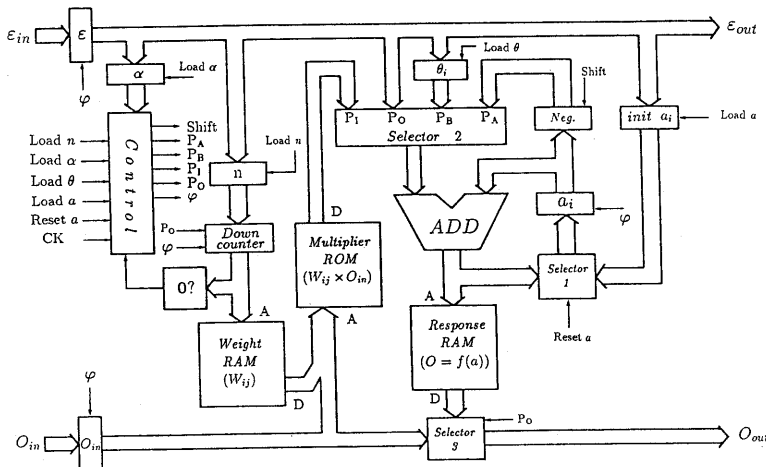 ε_in ε ε_out
Load θ
α Load α θ_i
φ Shift
P_I P_O P_B P_A
Selector 2
Neg. init a_i Load a
Control
Shift
P_A
P_B
P_I
P_O
φ
Load n
Load α
Load θ
Load a
Reset a
CK
Load n
n
P_O
φ
Down
counter
0?
D
Multiplier
ROM
(W_ij × O_in)
A
A
Weight
RAM
(W_ij)
D
ADD
a_i
φ
Selector
1
Reset a
A
Response
RAM
(O = f(a))
D
φ
O_in O_in
Selector
3
P_O
O_out